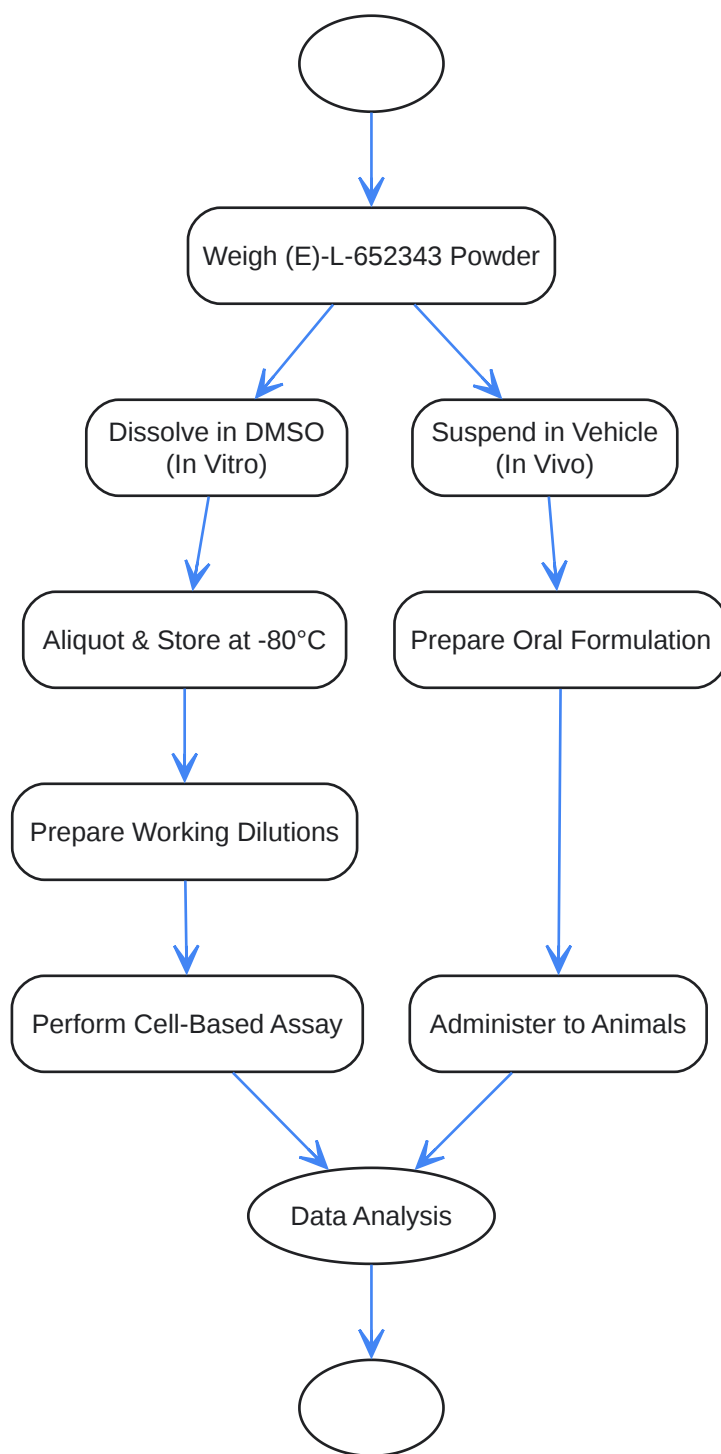 Weigh (E)-L-652343 Powder
Dissolve in DMSO
(In Vitro)
Suspend in Vehicle
(In Vivo)
Aliquot & Store at -80°C
Prepare Oral Formulation
Prepare Working Dilutions
Perform Cell-Based Assay
Administer to Animals
Data Analysis